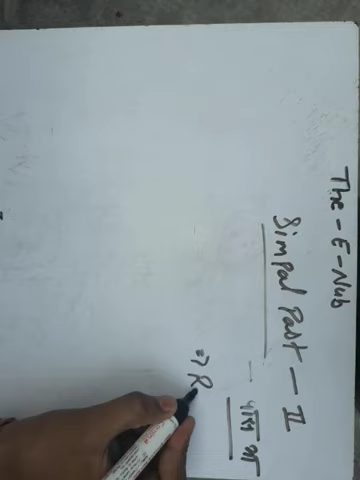 The - E - Nub
Simpal Past - II
⇒ R